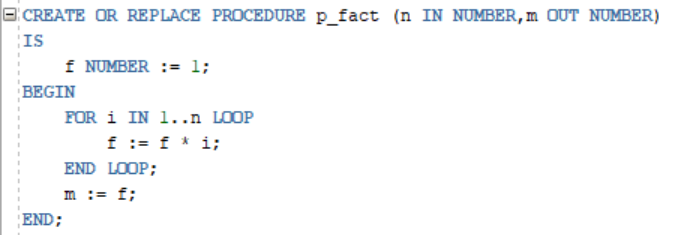 CREATE OR REPLACE PROCEDURE p_fact (n IN NUMBER,m OUT NUMBER)
IS
    f NUMBER := 1;
BEGIN
    FOR i IN 1..n LOOP
        f := f * i;
    END LOOP;
    m := f;
END;